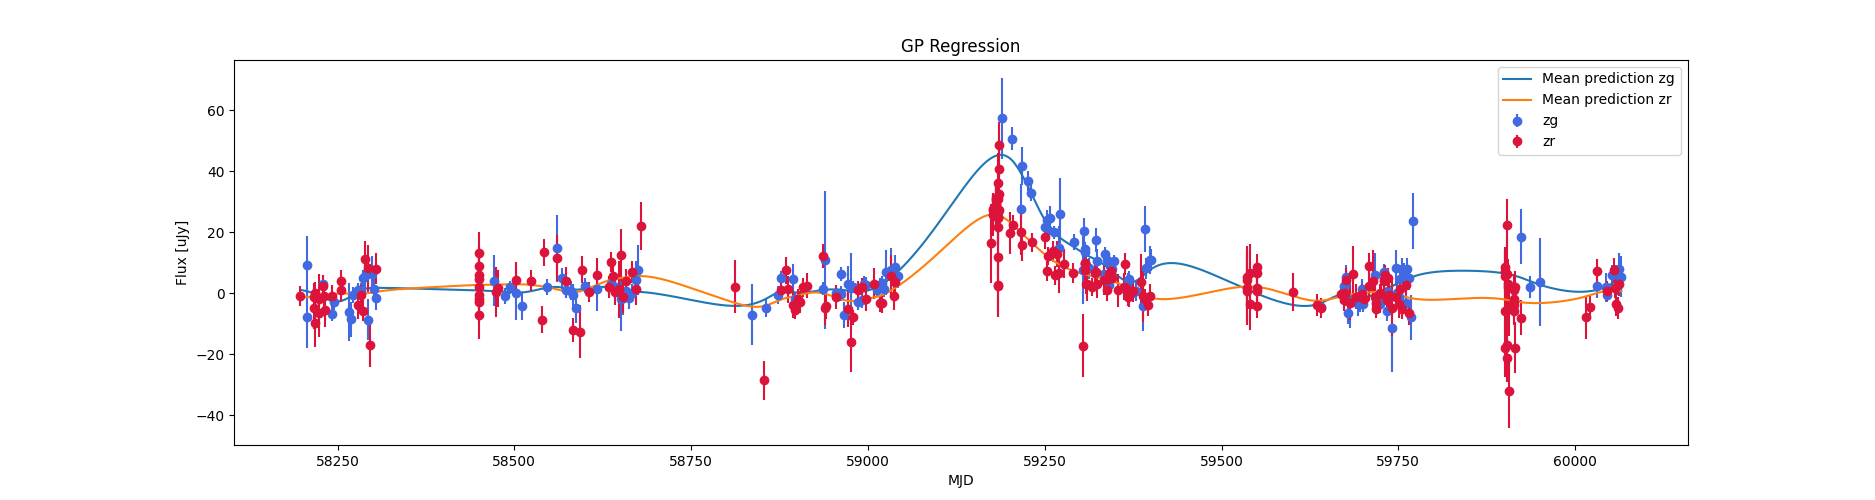 GP Regression
Mean prediction zg
Mean prediction zr
zg
zr
Flux [uJy]
60
40
20
0
−20
−40
58250 58500 58750 59000 59250 59500 59750 60000
MJD